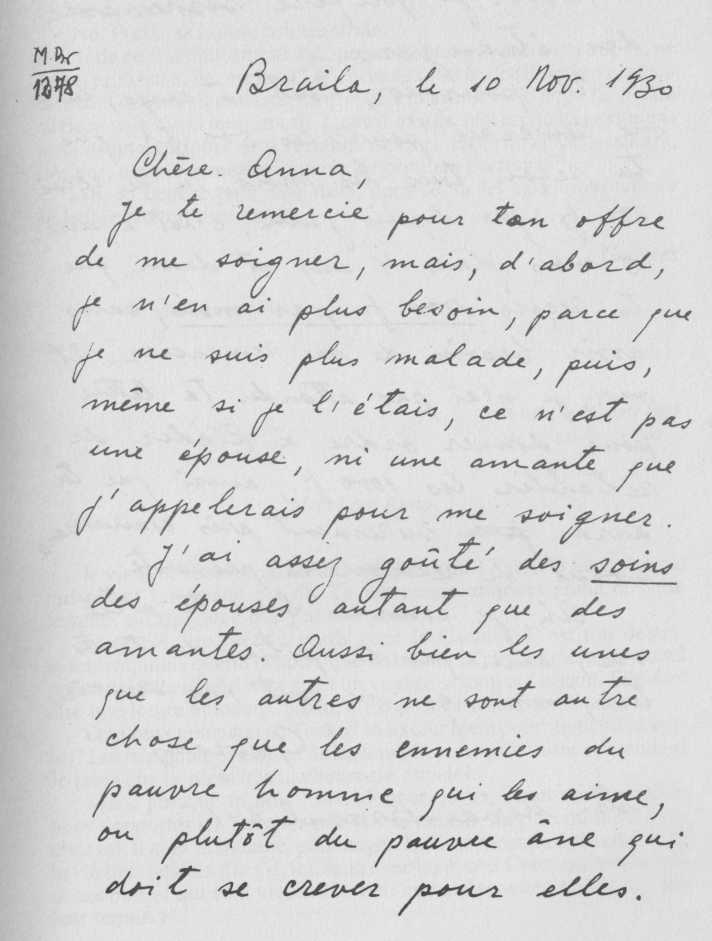 M. Br
1278
Braila, le 10 Nov. 1930
Chère Anna,
Je te remercie pour ton offre
de me soigner, mais, d'abord,
je n'en ai plus besoin, parce que
je ne suis plus malade, puis,
même si je l'étais, ce n'est pas
une épouse, ni une amante que
j'appelerais pour me soigner.
J'ai assez goûté des soins
des épouses autant que des
amantes. Aussi bien les unes
que les autres ne sont autre
chose que les ennemies du
pauvre homme qui les aime,
ou plutôt du pauvre âne qui
doit se crever pour elles.